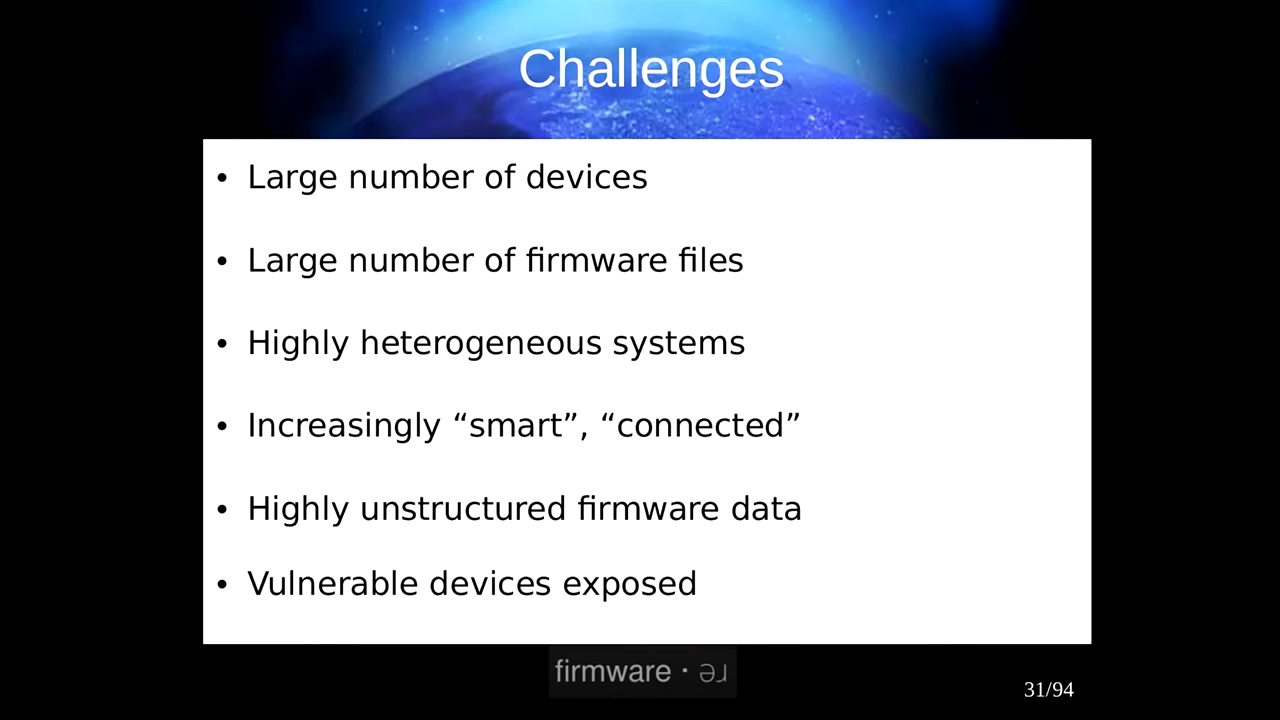 Challenges
• Large number of devices
• Large number of firmware files
• Highly heterogeneous systems
• Increasingly “smart”, “connected”
• Highly unstructured firmware data
• Vulnerable devices exposed
firmware · ǝɹ
31/94